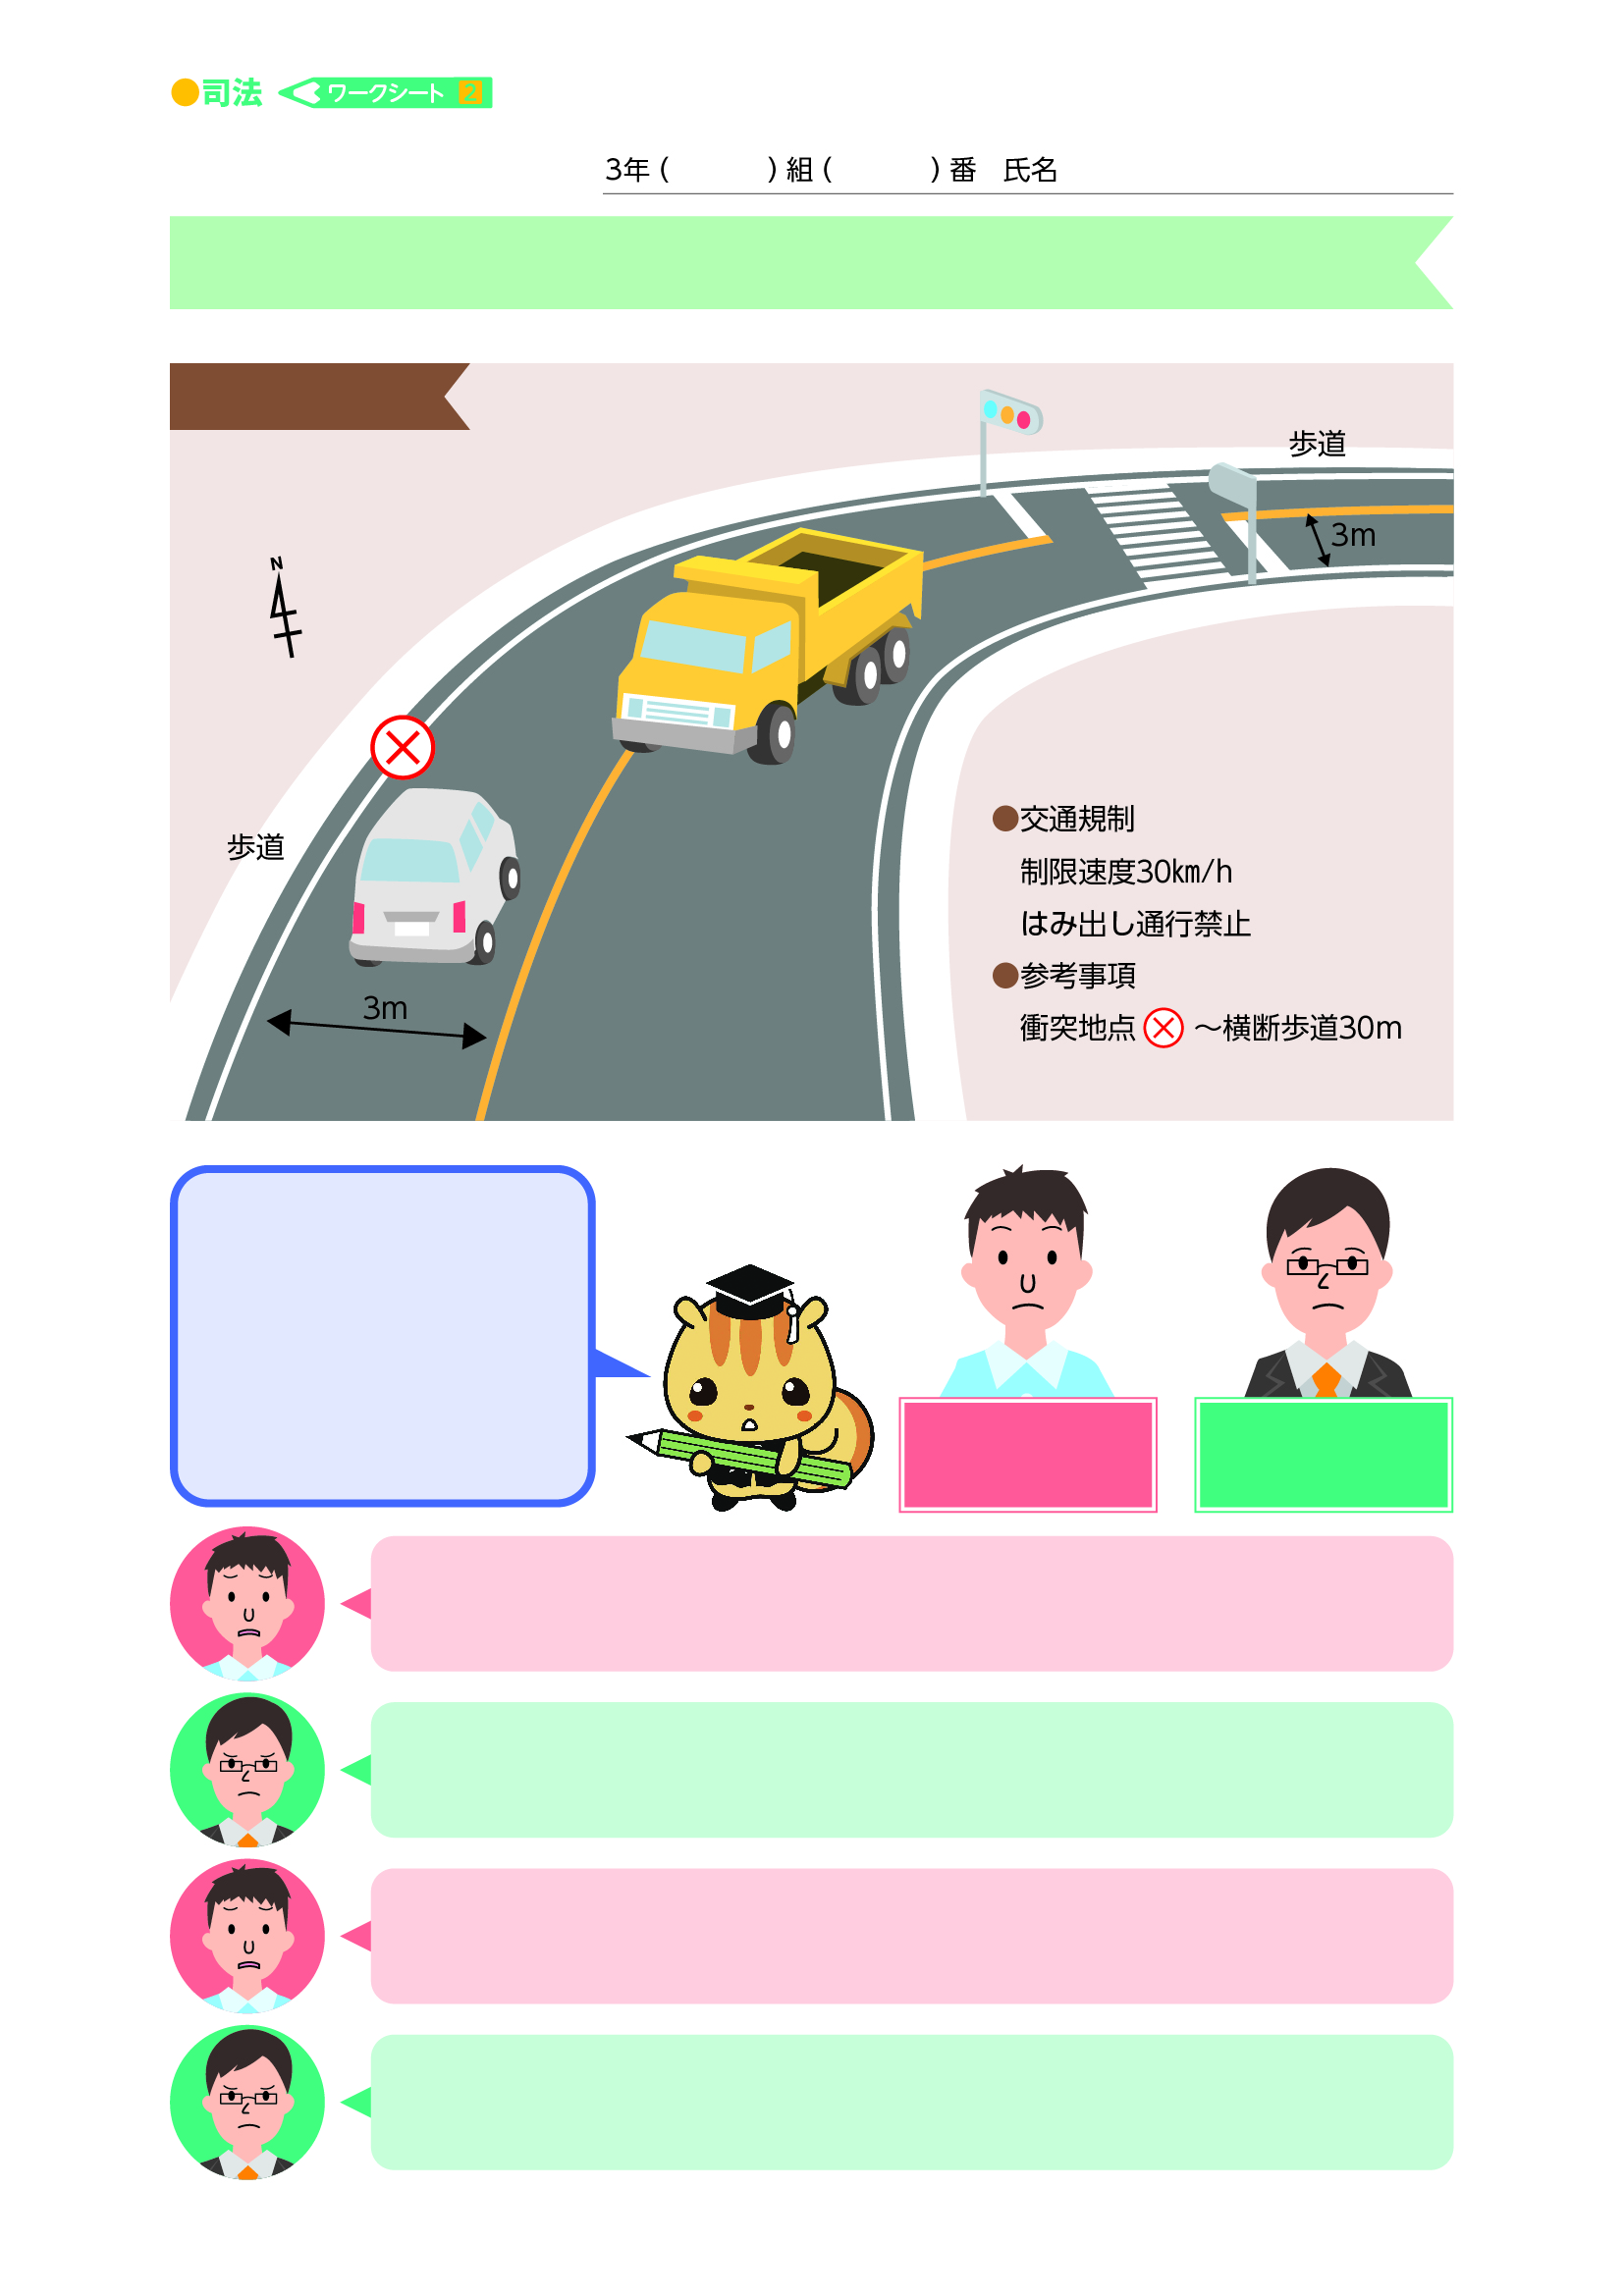 ●司法 ワークシート 2
3年（　　）組（　　）番　氏名
歩道
3m
N
歩道
3m
●交通規制
制限速度30km/h
はみ出し通行禁止
●参考事項
衝突地点 ～横断歩道30m